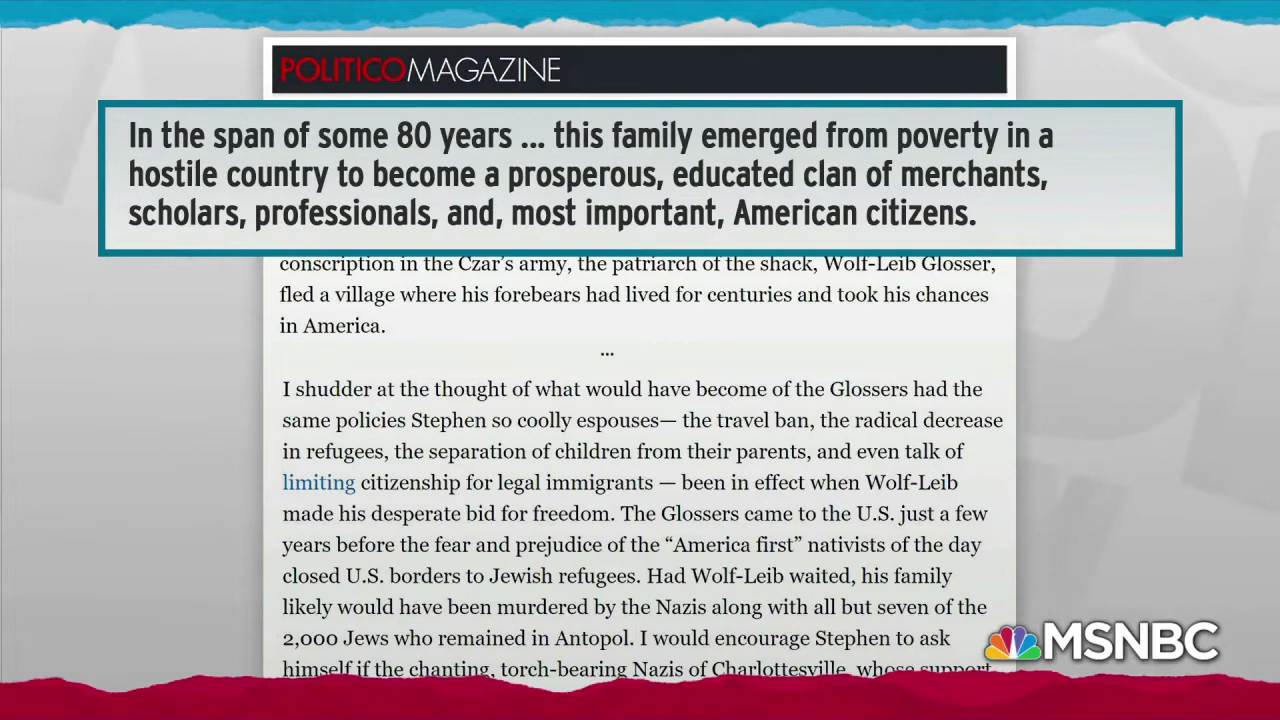 POLITICOMAGAZINE
In the span of some 80 years ... this family emerged from poverty in a
hostile country to become a prosperous, educated clan of merchants,
scholars, professionals, and, most important, American citizens.
conscription in the Czar’s army, the patriarch of the shack, Wolf-Leib Glosser,
fled a village where his forebears had lived for centuries and took his chances
in America.
...
I shudder at the thought of what would have become of the Glossers had the
same policies Stephen so coolly espouses— the travel ban, the radical decrease
in refugees, the separation of children from their parents, and even talk of
limiting citizenship for legal immigrants — been in effect when Wolf-Leib
made his desperate bid for freedom. The Glossers came to the U.S. just a few
years before the fear and prejudice of the “America first” nativists of the day
closed U.S. borders to Jewish refugees. Had Wolf-Leib waited, his family
likely would have been murdered by the Nazis along with all but seven of the
2,000 Jews who remained in Antopol. I would encourage Stephen to ask
himself if the chanting, torch-bearing Nazis of Charlottesville, whose support
MSNBC